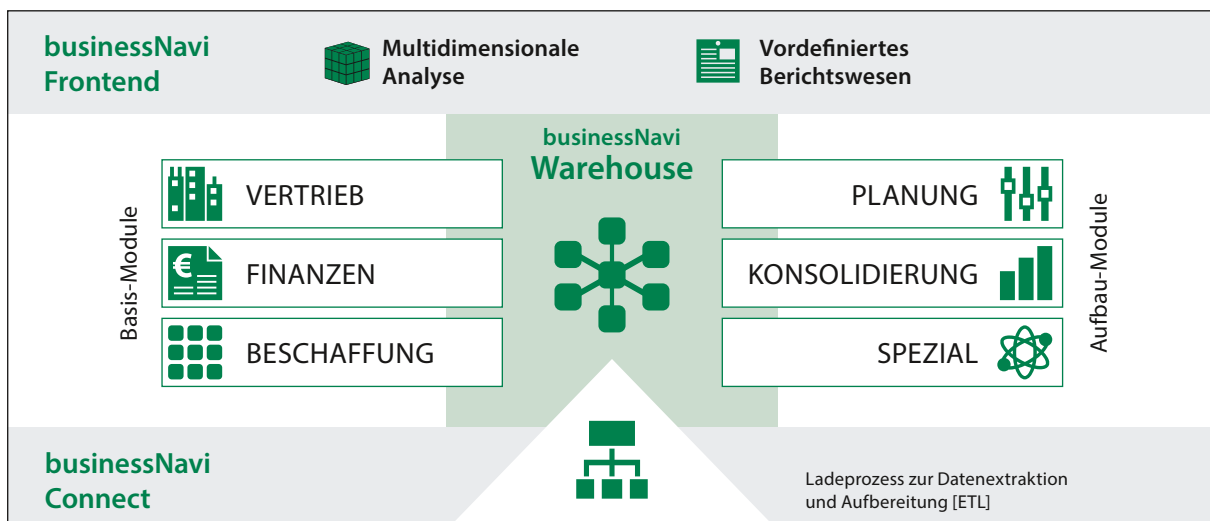 businessNavi
Frontend
Multidimensionale
Analyse
Vordefiniertes
Berichtswesen
businessNavi
Warehouse
Basis-Module
VERTRIEB
FINANZEN
€
BESCHAFFUNG
PLANUNG
KONSOLIDIERUNG
SPEZIAL
Aufbau-Module
businessNavi
Connect
Ladeprozess zur Datenextraktion
und Aufbereitung [ETL]